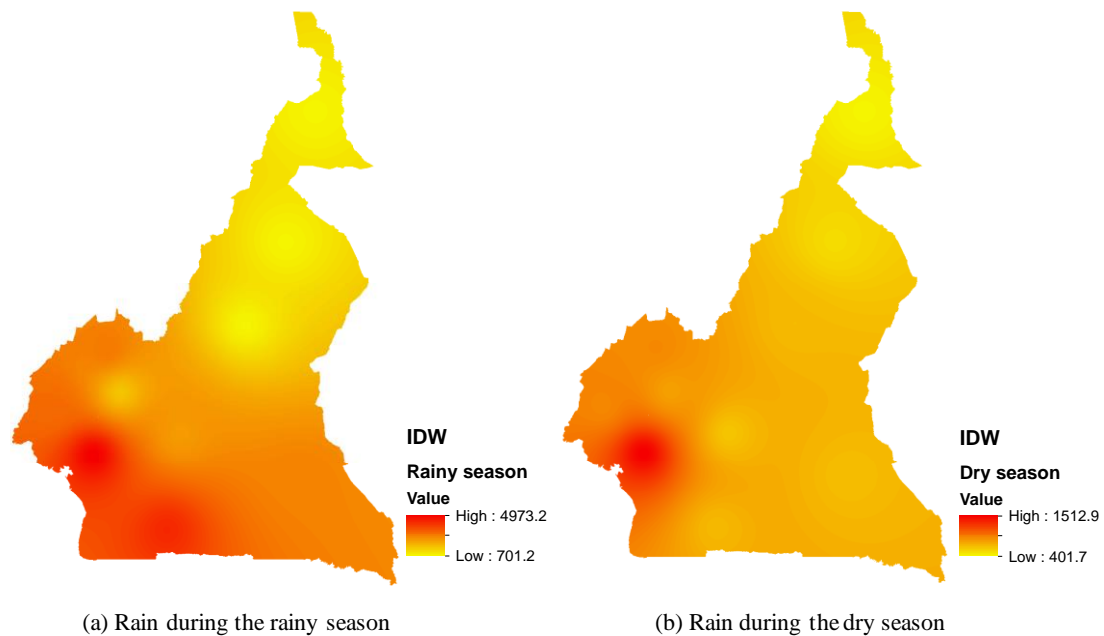 IDW
Rainy season
Value
High : 4973.2
Low : 701.2
IDW
Dry season
Value
High : 1512.9
Low : 401.7
(a) Rain during the rainy season
(b) Rain during the dry season